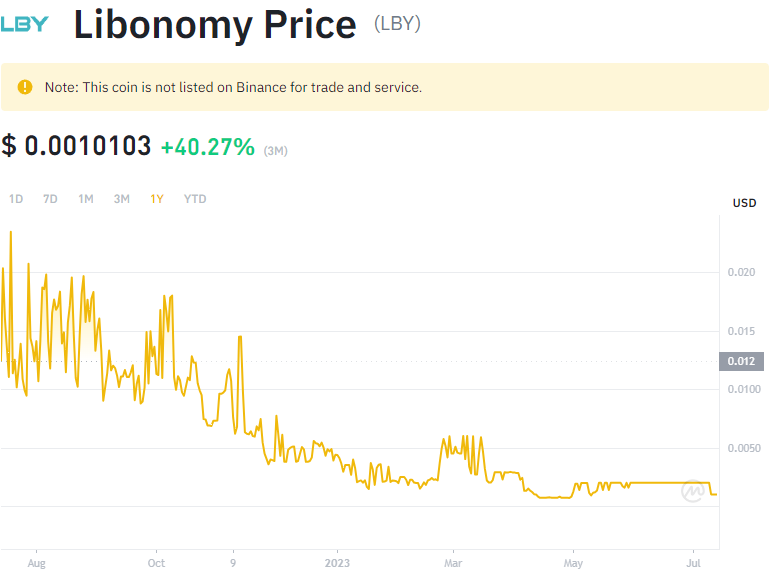 LBY Libonomy Price (LBY)
Note: This coin is not listed on Binance for trade and service.
$ 0.0010103 +40.27% (3M)
1D 7D 1M 3M 1Y YTD
USD
0.020
0.015
0.012
0.0100
0.0050
Aug Oct 9 2023 Mar May Jul